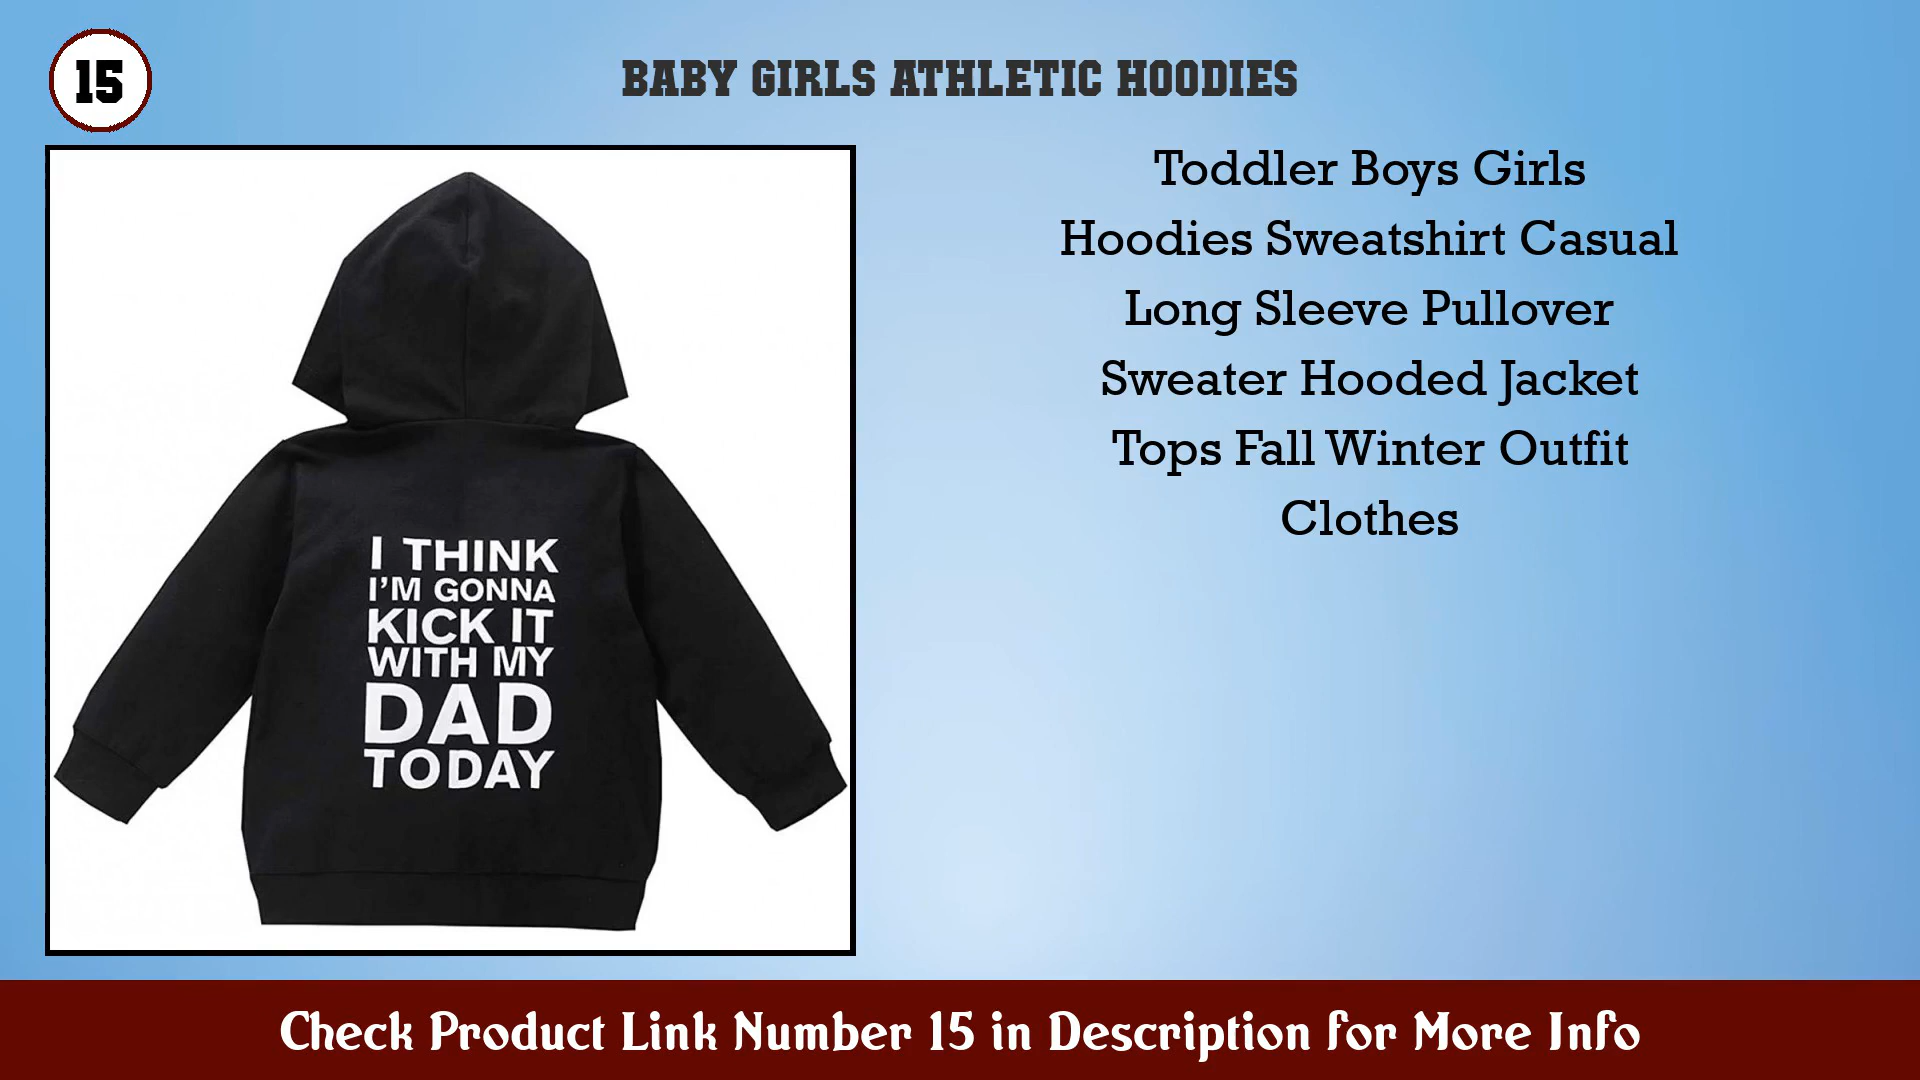 15
BABY GIRLS ATHLETIC HOODIES
Toddler Boys Girls
Hoodies Sweatshirt Casual
Long Sleeve Pullover
Sweater Hooded Jacket
Tops Fall Winter Outfit
Clothes
I THINK
I'M GONNA
KICK IT
WITH MY
DAD
TODAY
Check Product Link Number 15 in Description for More Info